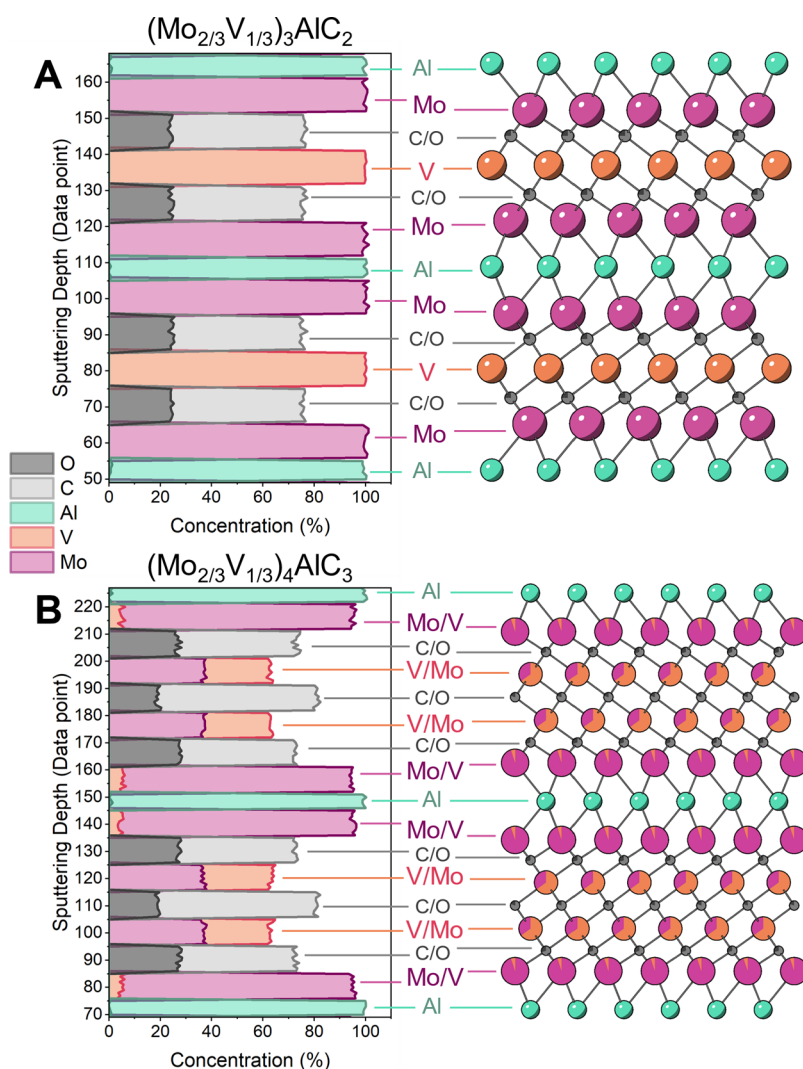 (Mo2/3V1/3)3AlC2
A
Sputtering Depth (Data point)
160
150
140
130
120
110
100
90
80
70
60
50
0 20 40 60 80 100
Concentration (%)
Al
Mo
C/O
V
C/O
Mo
Al
Mo
C/O
V
C/O
Mo
Al
O
C
Al
V
Mo
(Mo2/3V1/3)4AlC3
B
Sputtering Depth (Data point)
220
210
200
190
180
170
160
150
140
130
120
110
100
90
80
70
0 20 40 60 80 100
Concentration (%)
Al
Mo/V
C/O
V/Mo
C/O
V/Mo
C/O
Mo/V
Al
Mo/V
C/O
V/Mo
C/O
V/Mo
C/O
Mo/V
Al